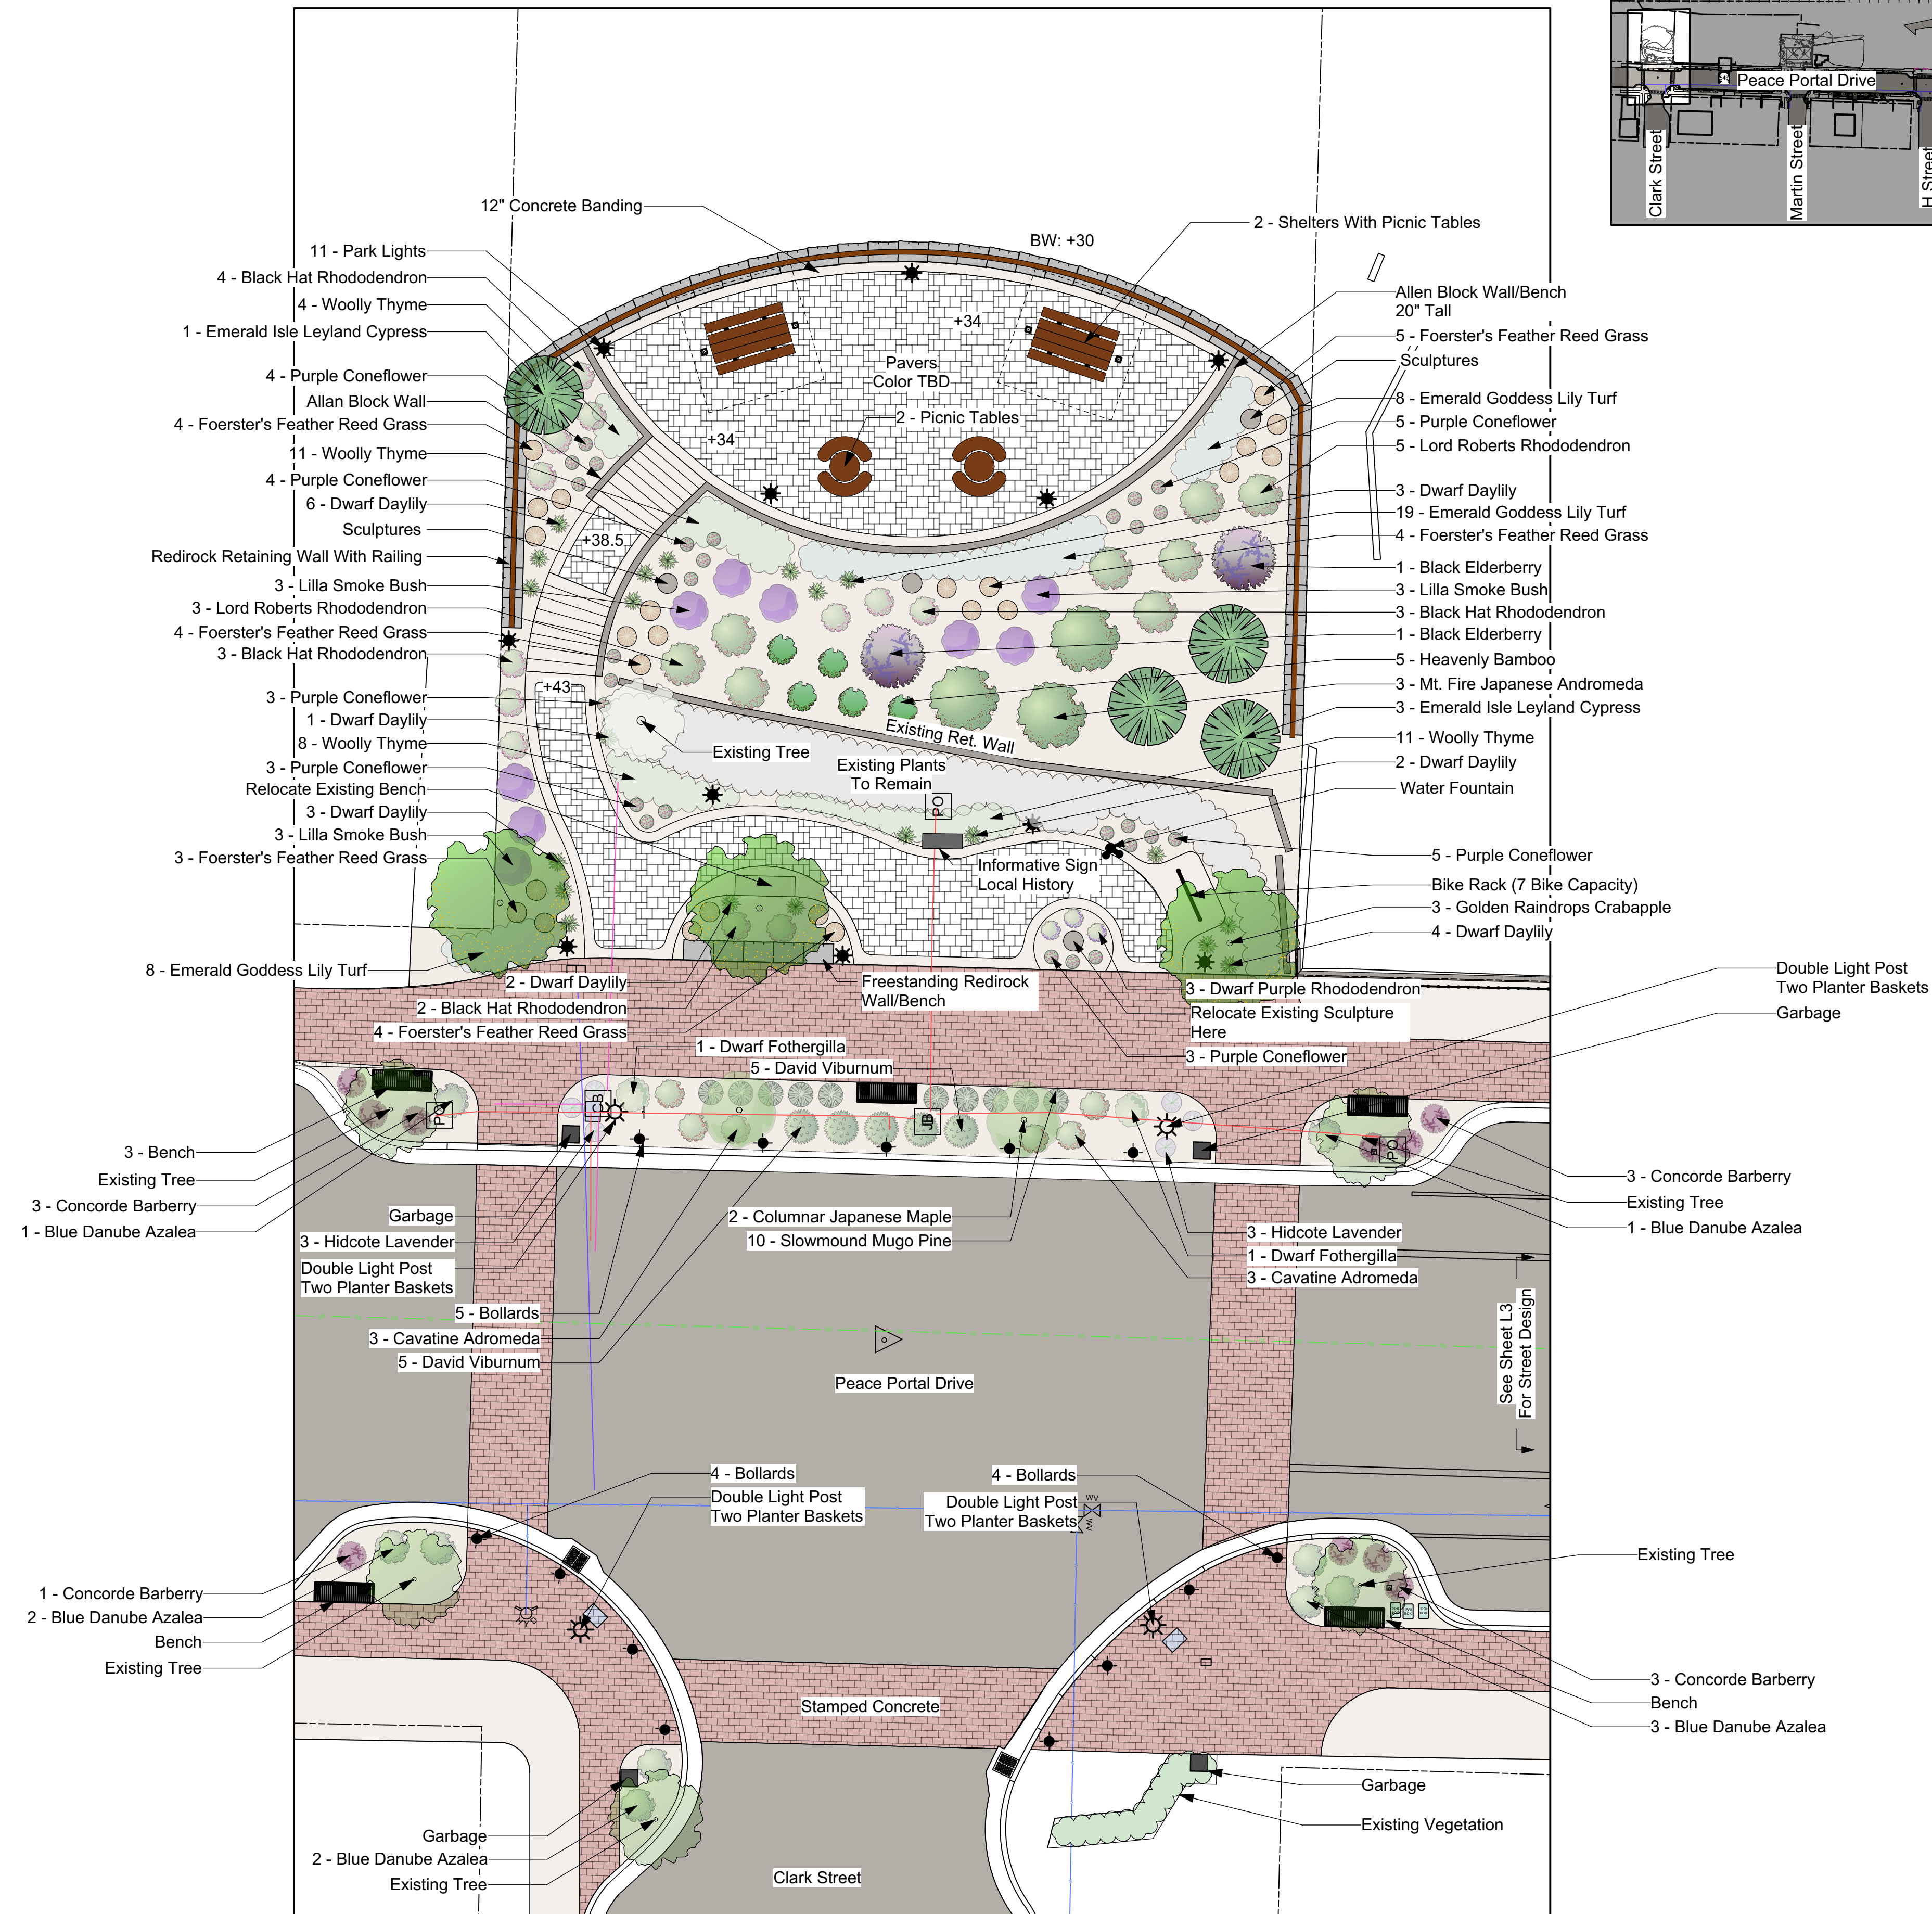 Peace Portal Drive
Clark Street
Martin Street
H Street
12" Concrete Banding
BW: +30
2 - Shelters With Picnic Tables
11 - Park Lights
4 - Black Hat Rhododendron
4 - Woolly Thyme
1 - Emerald Isle Leyland Cypress
4 - Purple Coneflower
Allan Block Wall
4 - Foerster's Feather Reed Grass
11 - Woolly Thyme
4 - Purple Coneflower
6 - Dwarf Daylily
Sculptures
Redirock Retaining Wall With Railing
3 - Lilla Smoke Bush
3 - Lord Roberts Rhododendron
4 - Foerster's Feather Reed Grass
3 - Black Hat Rhododendron
3 - Purple Coneflower
1 - Dwarf Daylily
8 - Woolly Thyme
3 - Purple Coneflower
Relocate Existing Bench
3 - Dwarf Daylily
3 - Lilla Smoke Bush
3 - Foerster's Feather Reed Grass
8 - Emerald Goddess Lily Turf
+34
Pavers
Color TBD
2 - Picnic Tables
+34
+38.5
+43
Existing Tree
Existing Ret. Wall
Existing Plants
To Remain
PO
Informative Sign
Local History
Allen Block Wall/Bench
20" Tall
5 - Foerster's Feather Reed Grass
Sculptures
8 - Emerald Goddess Lily Turf
5 - Purple Coneflower
5 - Lord Roberts Rhododendron
3 - Dwarf Daylily
19 - Emerald Goddess Lily Turf
4 - Foerster's Feather Reed Grass
1 - Black Elderberry
3 - Lilla Smoke Bush
3 - Black Hat Rhododendron
1 - Black Elderberry
5 - Heavenly Bamboo
3 - Mt. Fire Japanese Andromeda
3 - Emerald Isle Leyland Cypress
11 - Woolly Thyme
2 - Dwarf Daylily
Water Fountain
5 - Purple Coneflower
Bike Rack (7 Bike Capacity)
3 - Golden Raindrops Crabapple
4 - Dwarf Daylily
Double Light Post
Two Planter Baskets
Garbage
2 - Dwarf Daylily
2 - Black Hat Rhododendron
4 - Foerster's Feather Reed Grass
Freestanding Redirock
Wall/Bench
3 - Dwarf Purple Rhododendron
Relocate Existing Sculpture
Here
3 - Purple Coneflower
1 - Dwarf Fothergilla
5 - David Viburnum
PO
CB
JB
PO
3 - Bench
Existing Tree
3 - Concorde Barberry
1 - Blue Danube Azalea
Garbage
3 - Hidcote Lavender
Double Light Post
Two Planter Baskets
5 - Bollards
3 - Cavatine Adromeda
5 - David Viburnum
2 - Columnar Japanese Maple
10 - Slowmound Mugo Pine
3 - Hidcote Lavender
1 - Dwarf Fothergilla
3 - Cavatine Adromeda
3 - Concorde Barberry
Existing Tree
1 - Blue Danube Azalea
See Sheet L3
For Street Design
Peace Portal Drive
4 - Bollards
Double Light Post
Two Planter Baskets
4 - Bollards
Double Light Post
Two Planter Baskets
WV
WV
1 - Concorde Barberry
2 - Blue Danube Azalea
Bench
Existing Tree
Existing Tree
3 - Concorde Barberry
Bench
3 - Blue Danube Azalea
Stamped Concrete
Garbage
2 - Blue Danube Azalea
Existing Tree
Clark Street
Garbage
Existing Vegetation